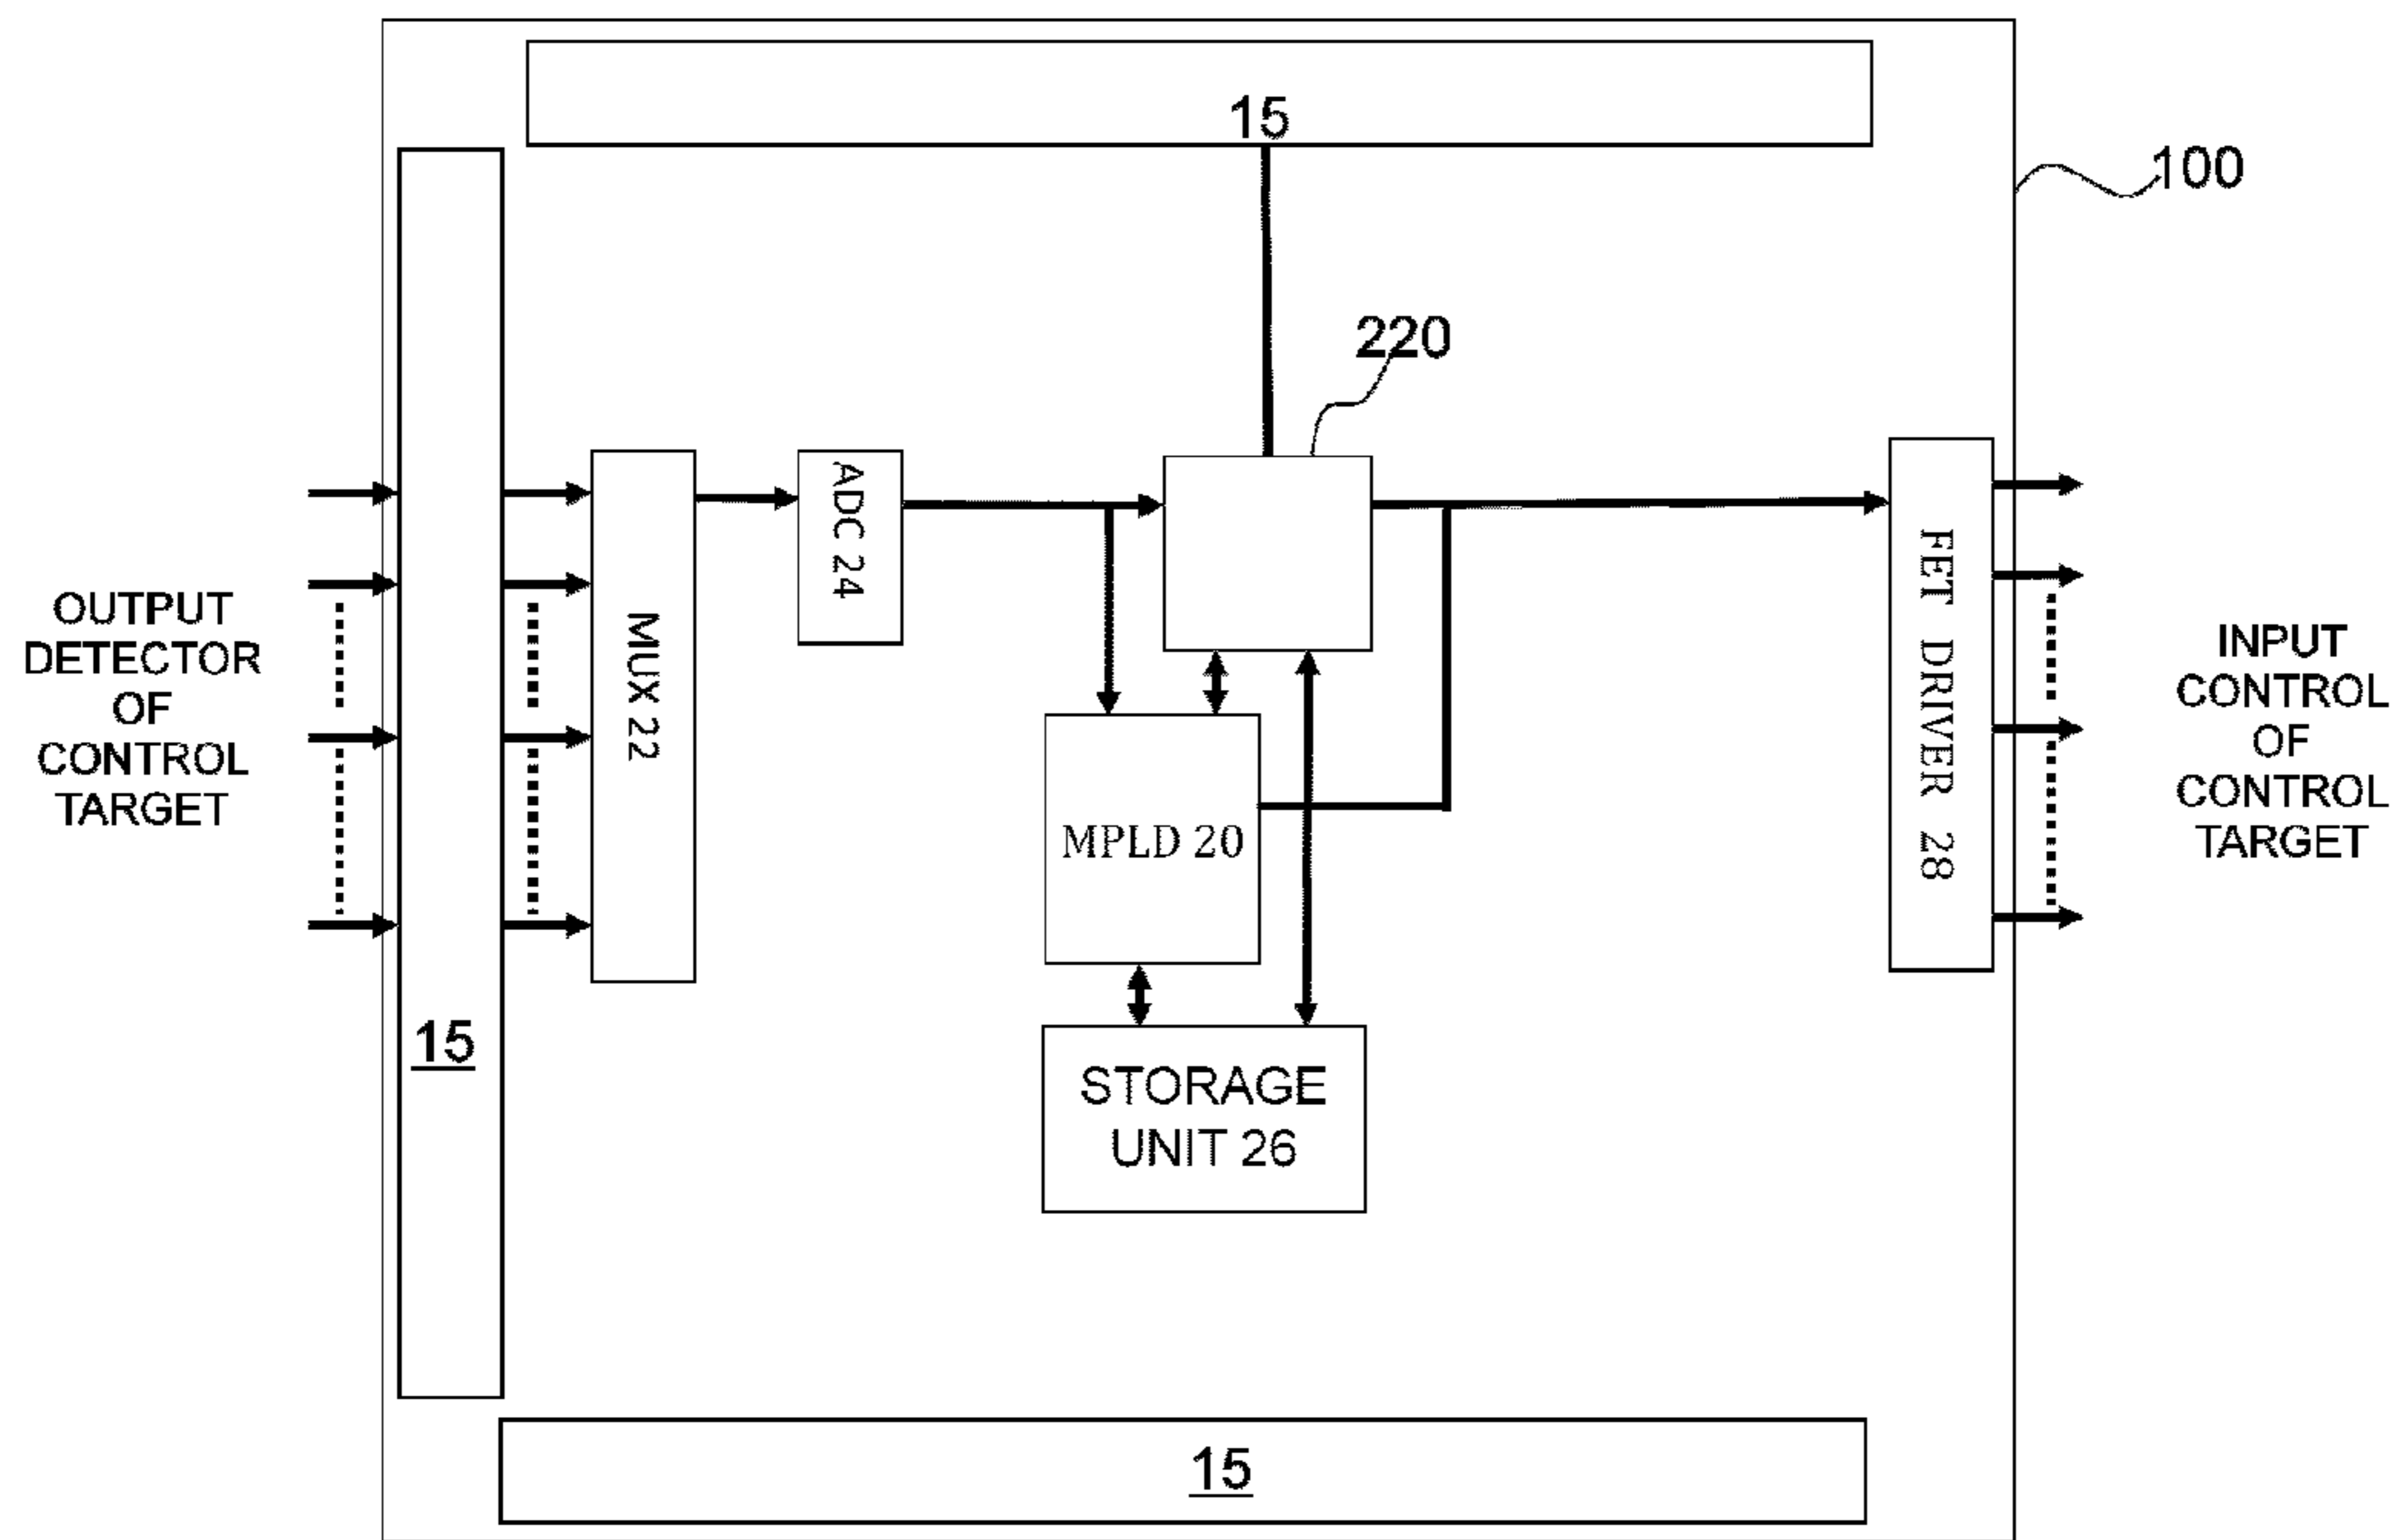 15
100
220
ADC 24
OUTPUT
DETECTOR
OF
CONTROL
TARGET
MUX 22
FET DRIVER 28
INPUT
CONTROL
OF
CONTROL
TARGET
MPLD 20
15
STORAGE
UNIT 26
15